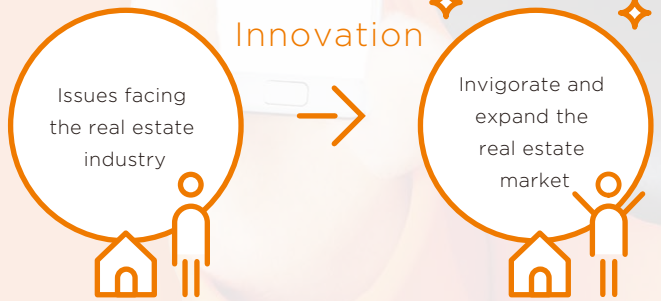 Innovation
Issues facing
the real estate
industry
Invigorate and
expand the
real estate
market